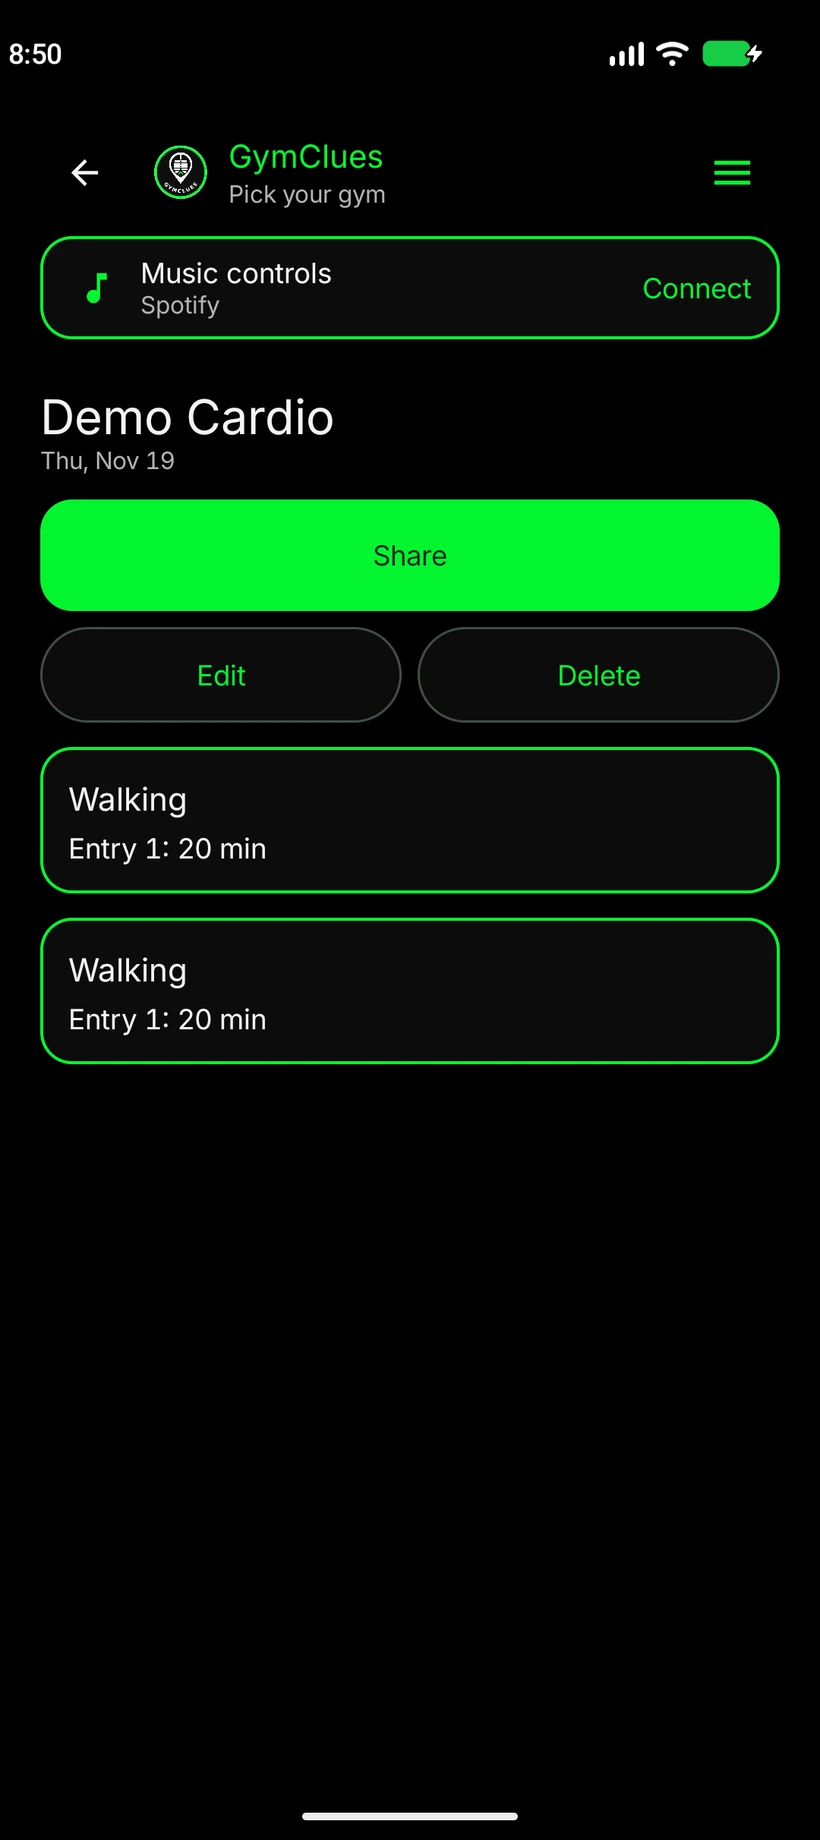 8:50
GymClues
Pick your gym
GYMCLUES
Music controls
Spotify
Connect
Demo Cardio
Thu, Nov 19
Share
Edit
Delete
Walking
Entry 1: 20 min
Walking
Entry 1: 20 min